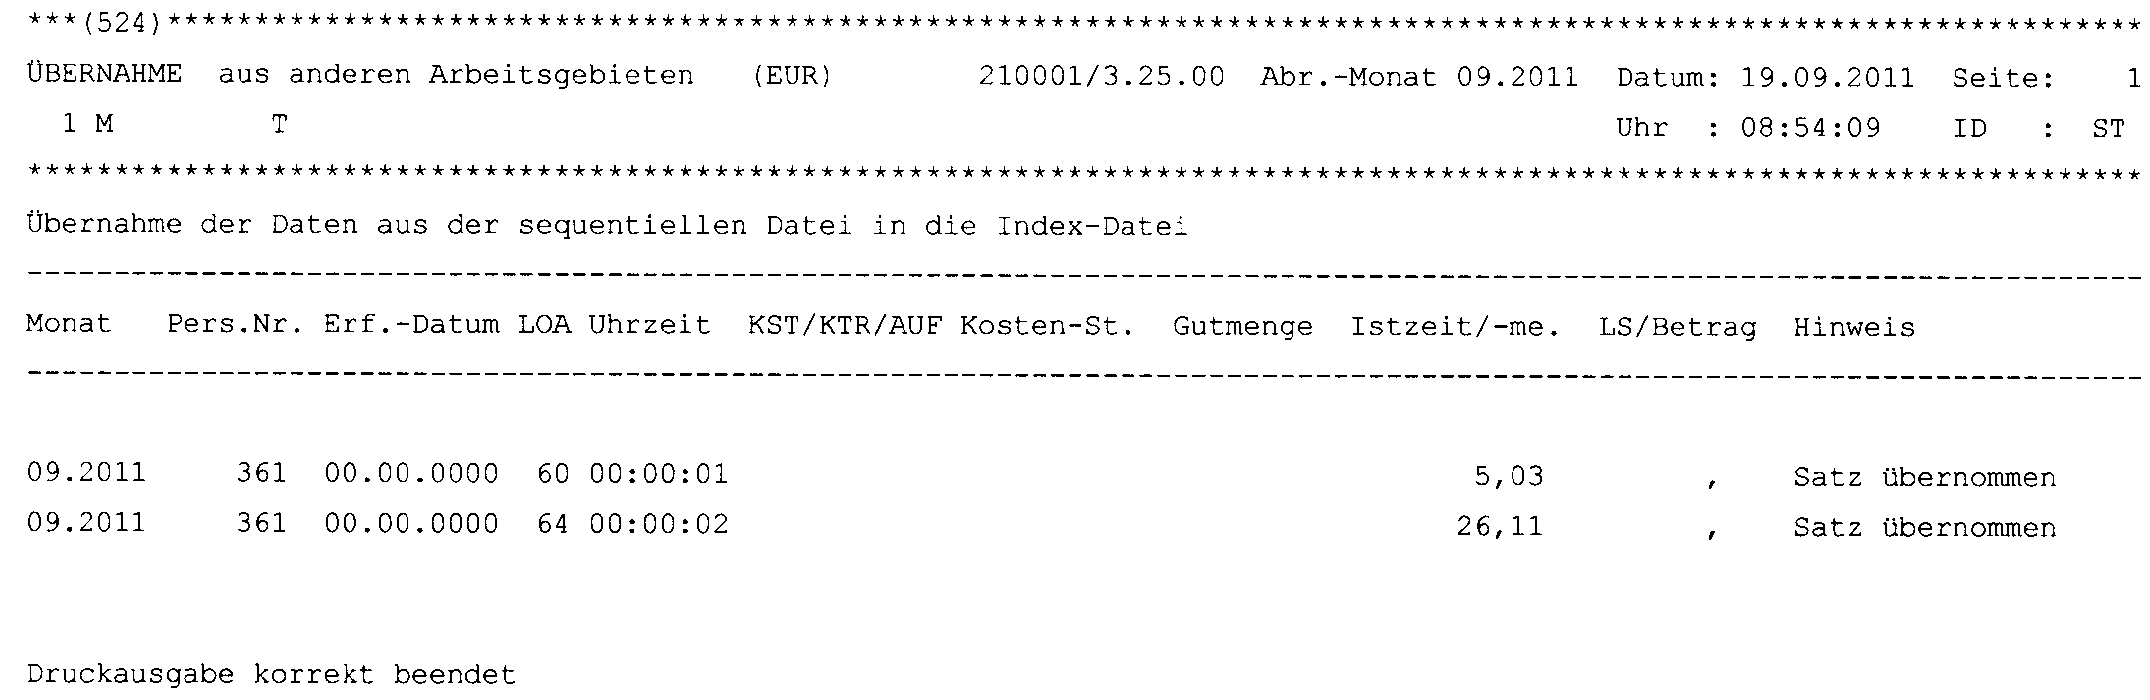 ***(524)******************************************************************************************************************
ÜBERNAHME  aus anderen Arbeitsgebieten   (EUR)        210001/3.25.00  Abr.-Monat 09.2011  Datum: 19.09.2011  Seite:    1
  1 M         T                                                                           Uhr  : 08:54:09    ID   :  ST
**************************************************************************************************************************
Übernahme der Daten aus der sequentiellen Datei in die Index-Datei
--------------------------------------------------------------------------------------------------------------------------
Monat   Pers.Nr. Erf.-Datum LOA Uhrzeit  KST/KTR/AUF Kosten-St.  Gutmenge  Istzeit/-me.  LS/Betrag  Hinweis
--------------------------------------------------------------------------------------------------------------------------
09.2011     361  00.00.0000  60 00:00:01                                          5,03         ,    Satz übernommen
09.2011     361  00.00.0000  64 00:00:02                                         26,11         ,    Satz übernommen
Druckausgabe korrekt beendet